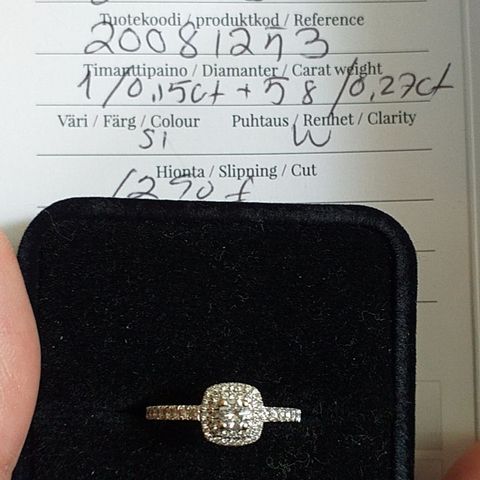 Tuotekoodi / produktkod / Reference
20081273
Timanttipaino / Diamanter / Carat weight
1/0,15ct + 58/0,27ct
Väri / Färg / Colour Puhtaus / Renhet / Clarity
Si W
Hionta / Slipning / Cut
1290 €